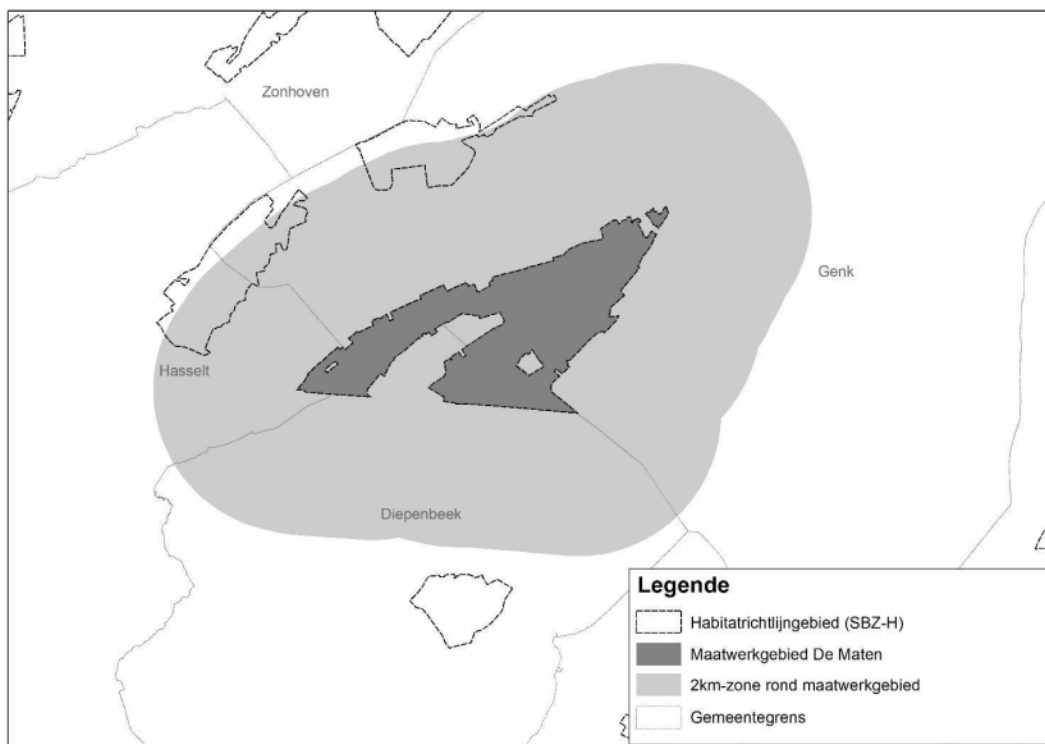 Zonhoven
Genk
Hasselt
Diepenbeek
Legende
Habitatrichtlijngebied (SBZ-H)
Maatwerkgebied De Maten
2km-zone rond maatwerkgebied
Gemeentegrens